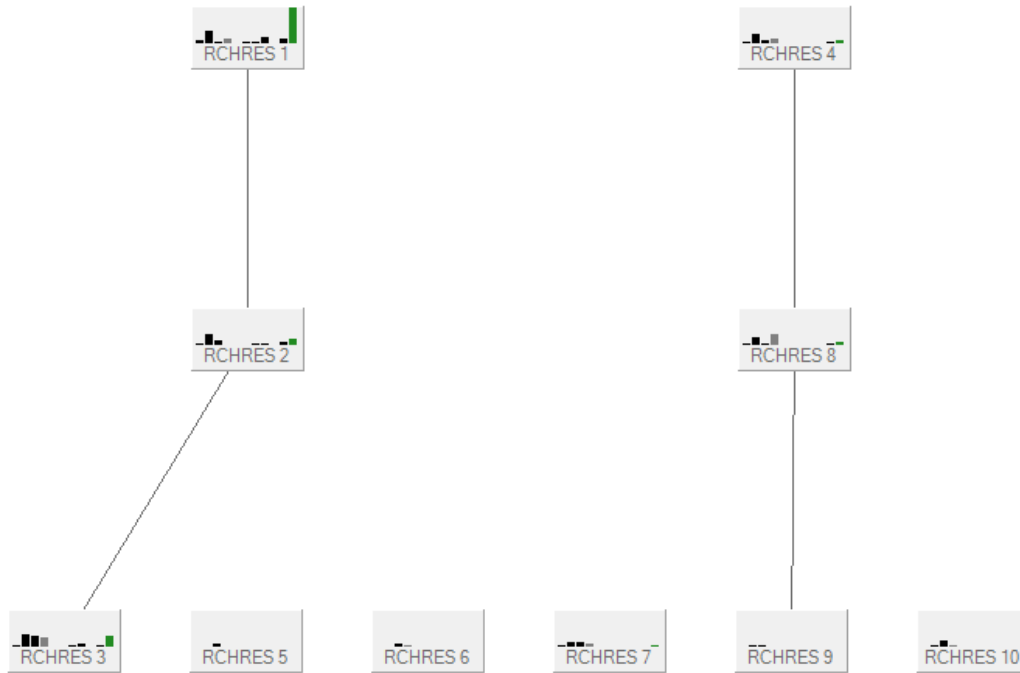 RCHRES 1
RCHRES 4
RCHRES 2
RCHRES 8
RCHRES 3
RCHRES 5
RCHRES 6
RCHRES 7
RCHRES 9
RCHRES 10